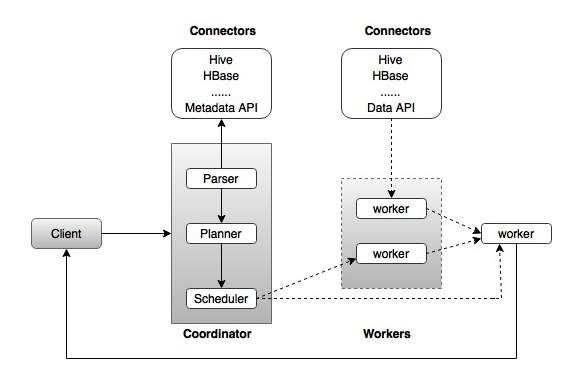 Connectors
Hive
HBase
......
Metadata API
Connectors
Hive
HBase
......
Data API
Parser
Planner
Scheduler
Coordinator
Client
worker
worker
Workers
worker